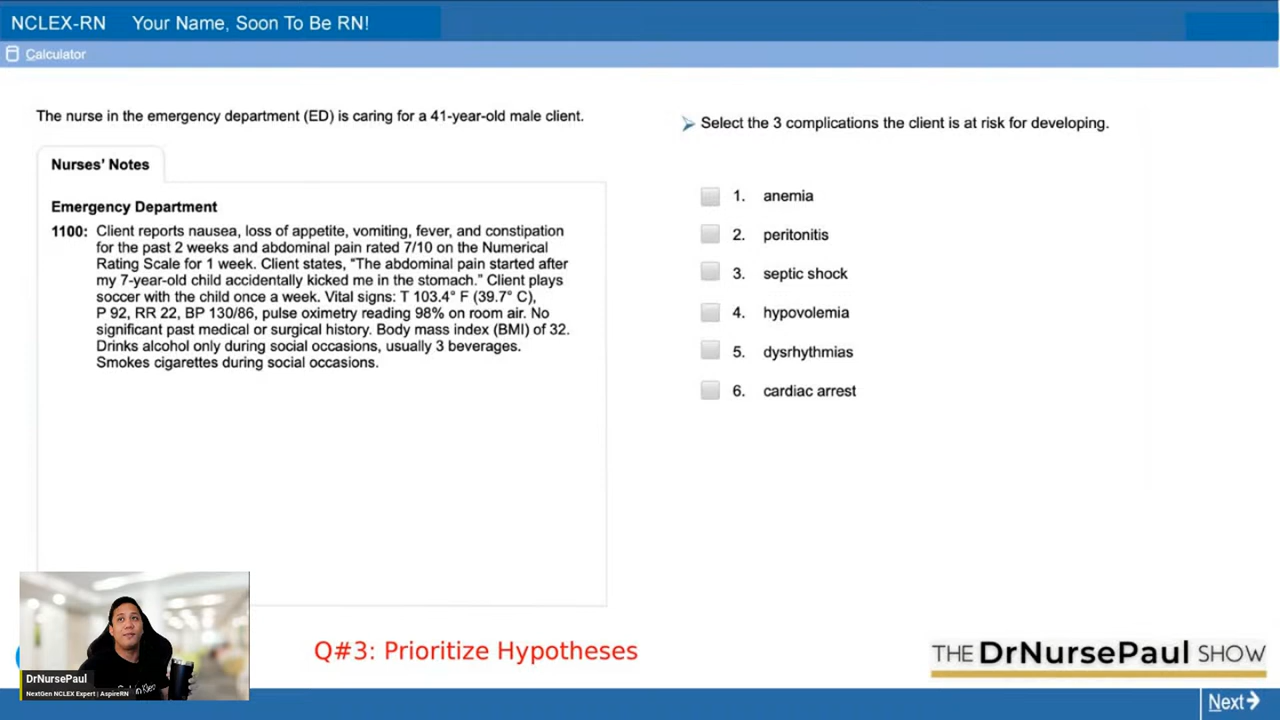 NCLEX-RN Your Name, Soon To Be RN!
Calculator
The nurse in the emergency department (ED) is caring for a 41-year-old male client.
Nurses' Notes
Emergency Department
1100: Client reports nausea, loss of appetite, vomiting, fever, and constipation
for the past 2 weeks and abdominal pain rated 7/10 on the Numerical
Rating Scale for 1 week. Client states, "The abdominal pain started after
my 7-year-old child accidentally kicked me in the stomach." Client plays
soccer with the child once a week. Vital signs: T 103.4° F (39.7° C),
P 92, RR 22, BP 130/86, pulse oximetry reading 98% on room air. No
significant past medical or surgical history. Body mass index (BMI) of 32.
Drinks alcohol only during social occasions, usually 3 beverages.
Smokes cigarettes during social occasions.
Select the 3 complications the client is at risk for developing.
1. anemia
2. peritonitis
3. septic shock
4. hypovolemia
5. dysrhythmias
6. cardiac arrest
Q#3: Prioritize Hypotheses
DrNursePaul
NextGen NCLEX Expert | AspireRN
THE DrNursePaul SHOW
Next